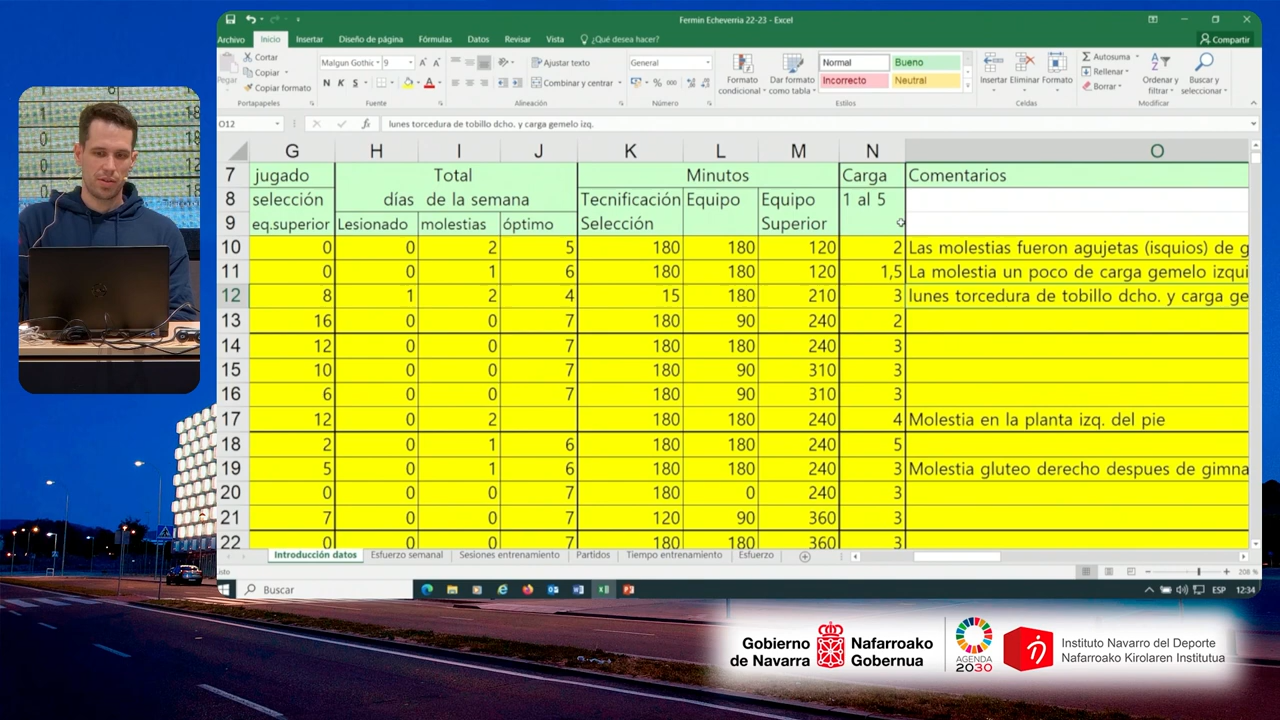 Fermin Echeverria 22-23 - Excel
Archivo Inicio Insertar Diseño de página Fórmulas Datos Revisar Vista ¿Qué desea hacer? Compartir
Pegar
Cortar
Copiar
Copiar formato
Portapapeles
Malgun Gothic 9
N K S
Fuente
Ajustar texto
Combinar y centrar
Alineación
General
% 000
Número
Formato condicional
Dar formato como tabla
Normal Bueno
Incorrecto Neutral
Estilos
Insertar Eliminar Formato
Celdas
Autosuma
Rellenar
Borrar
Ordenar y filtrar
Buscar y seleccionar
Modificar
O12 fx lunes torcedura de tobillo dcho. y carga gemelo izq.
G H I J K L M N O
7 jugado Total Minutos Carga Comentarios
8 selección días de la semana Tecnificación Equipo Equipo 1 al 5
9 eq.superior Lesionado molestias óptimo Selección Superior
10 0 0 2 5 180 180 120 2 Las molestias fueron agujetas (isquios) de g
11 0 0 1 6 180 180 120 1,5 La molestia un poco de carga gemelo izqui
12 8 1 2 4 15 180 210 3 lunes torcedura de tobillo dcho. y carga ge
13 16 0 0 7 180 90 240 2
14 12 0 0 7 180 180 240 3
15 10 0 0 7 180 90 310 3
16 6 0 0 7 180 90 310 3
17 12 0 2 180 180 240 4 Molestia en la planta izq. del pie
18 2 0 1 6 180 180 240 5
19 5 0 1 6 180 180 240 3 Molestia gluteo derecho despues de gimna
20 0 0 0 7 180 0 240 3
21 7 0 0 7 120 90 360 3
22 0 0 0 7 180 180 360 3
Introducción datos Esfuerzo semanal Sesiones entrenamiento Partidos Tiempo entrenamiento Esfuerzo
208 %
Buscar
ESP 12:34
Gobierno de Navarra
Nafarroako Gobernua
AGENDA 2030
Instituto Navarro del Deporte
Nafarroako Kirolaren Institutua